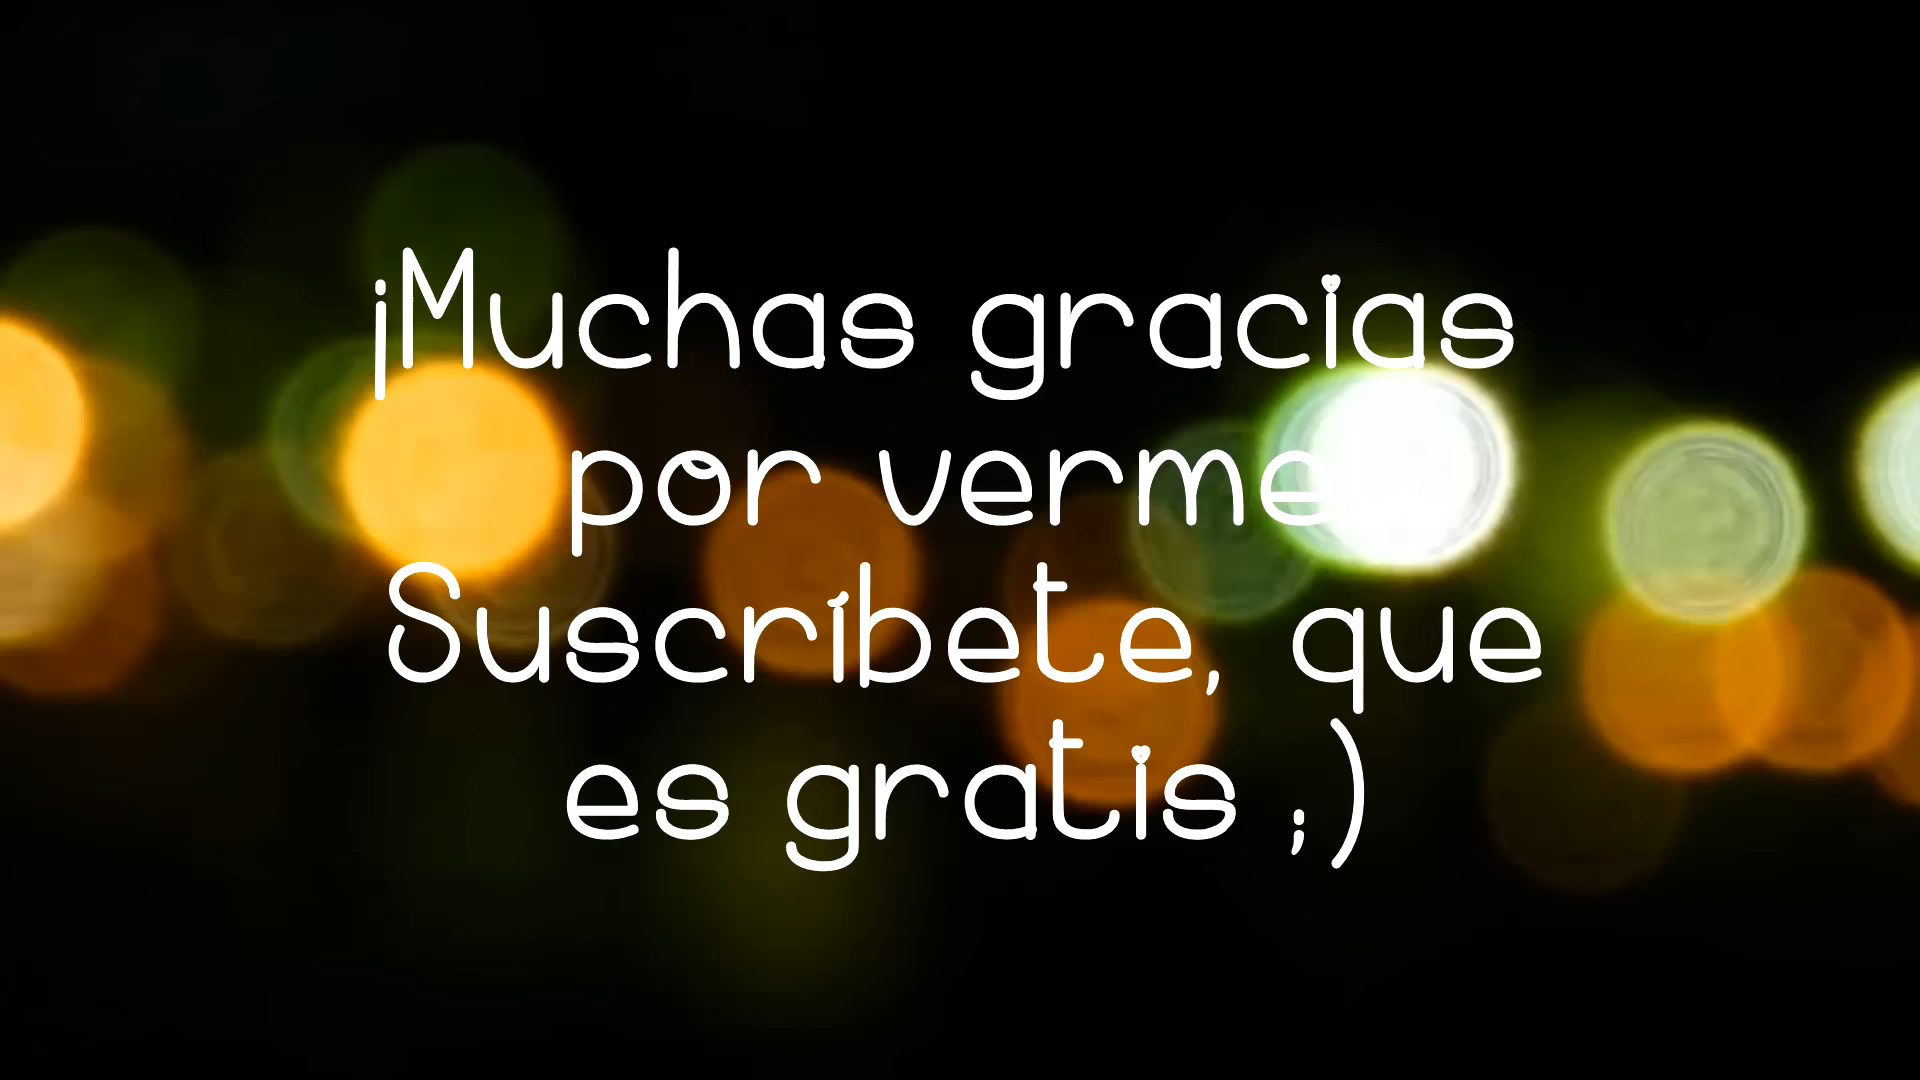 ¡Muchas gracias
por verme
Suscríbete, que
es gratis ;)